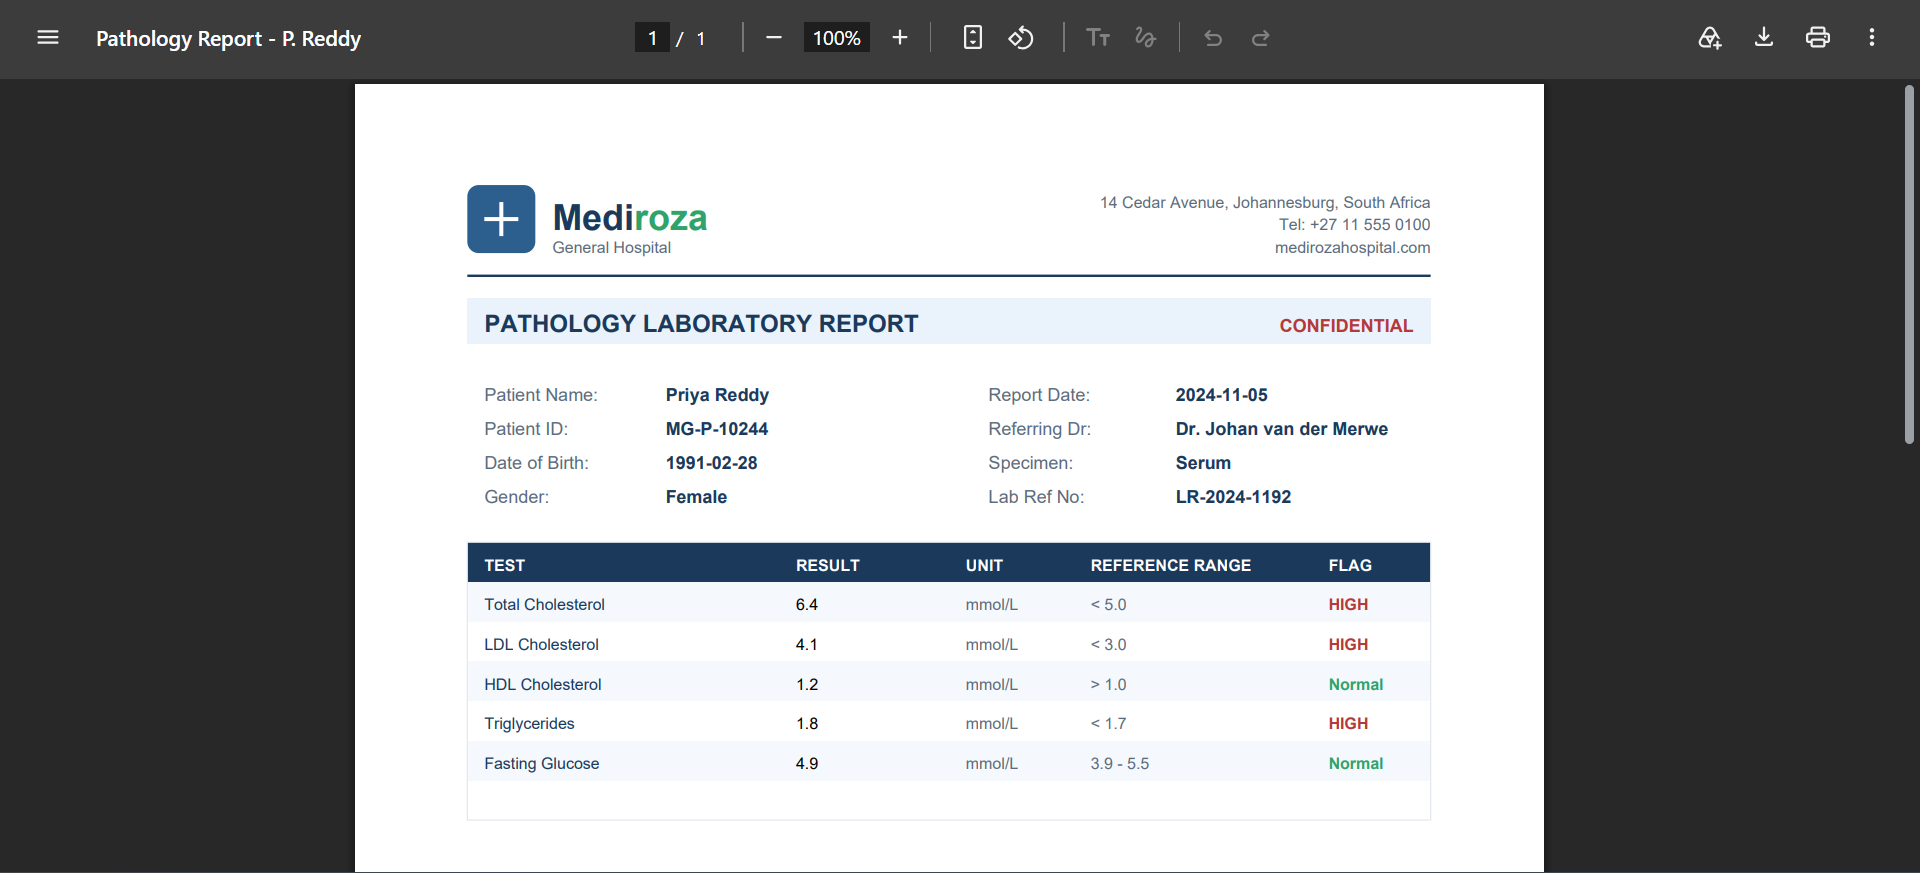 Pathology Report - P. Reddy
1 / 1
100%
Mediroza
General Hospital
14 Cedar Avenue, Johannesburg, South Africa
Tel: +27 11 555 0100
medirozahospital.com
PATHOLOGY LABORATORY REPORT CONFIDENTIAL
Patient Name: Priya Reddy Report Date: 2024-11-05
Patient ID: MG-P-10244 Referring Dr: Dr. Johan van der Merwe
Date of Birth: 1991-02-28 Specimen: Serum
Gender: Female Lab Ref No: LR-2024-1192
TEST RESULT UNIT REFERENCE RANGE FLAG
Total Cholesterol 6.4 mmol/L < 5.0 HIGH
LDL Cholesterol 4.1 mmol/L < 3.0 HIGH
HDL Cholesterol 1.2 mmol/L > 1.0 Normal
Triglycerides 1.8 mmol/L < 1.7 HIGH
Fasting Glucose 4.9 mmol/L 3.9 - 5.5 Normal